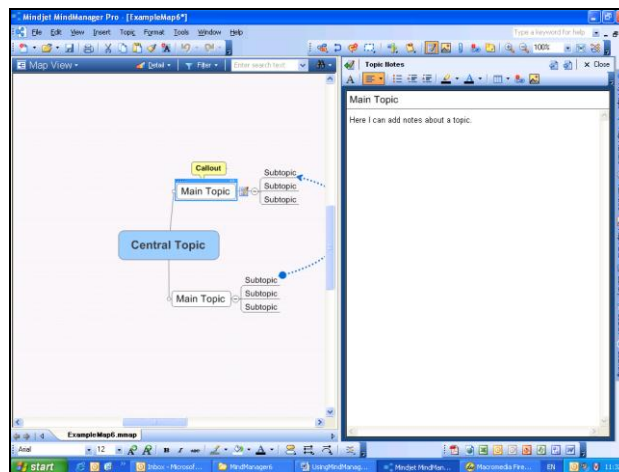 Mindjet MindManager Pro - [ExampleMap6*]
File Edit View Insert Topic Format Tools Window Help
Type a keyword for help
100%
Map View
Detail
Filter
Enter search text
Topic Notes
Close
Main Topic
Here I can add notes about a topic.
Callout
Main Topic
Subtopic
Subtopic
Subtopic
Central Topic
Main Topic
Subtopic
Subtopic
Subtopic
ExampleMap6.mmap
Arial
12
start
Inbox - Microsof...
MindManager6
UsingMindManag...
Mindjet MindMan...
Macromedia Fire...
EN